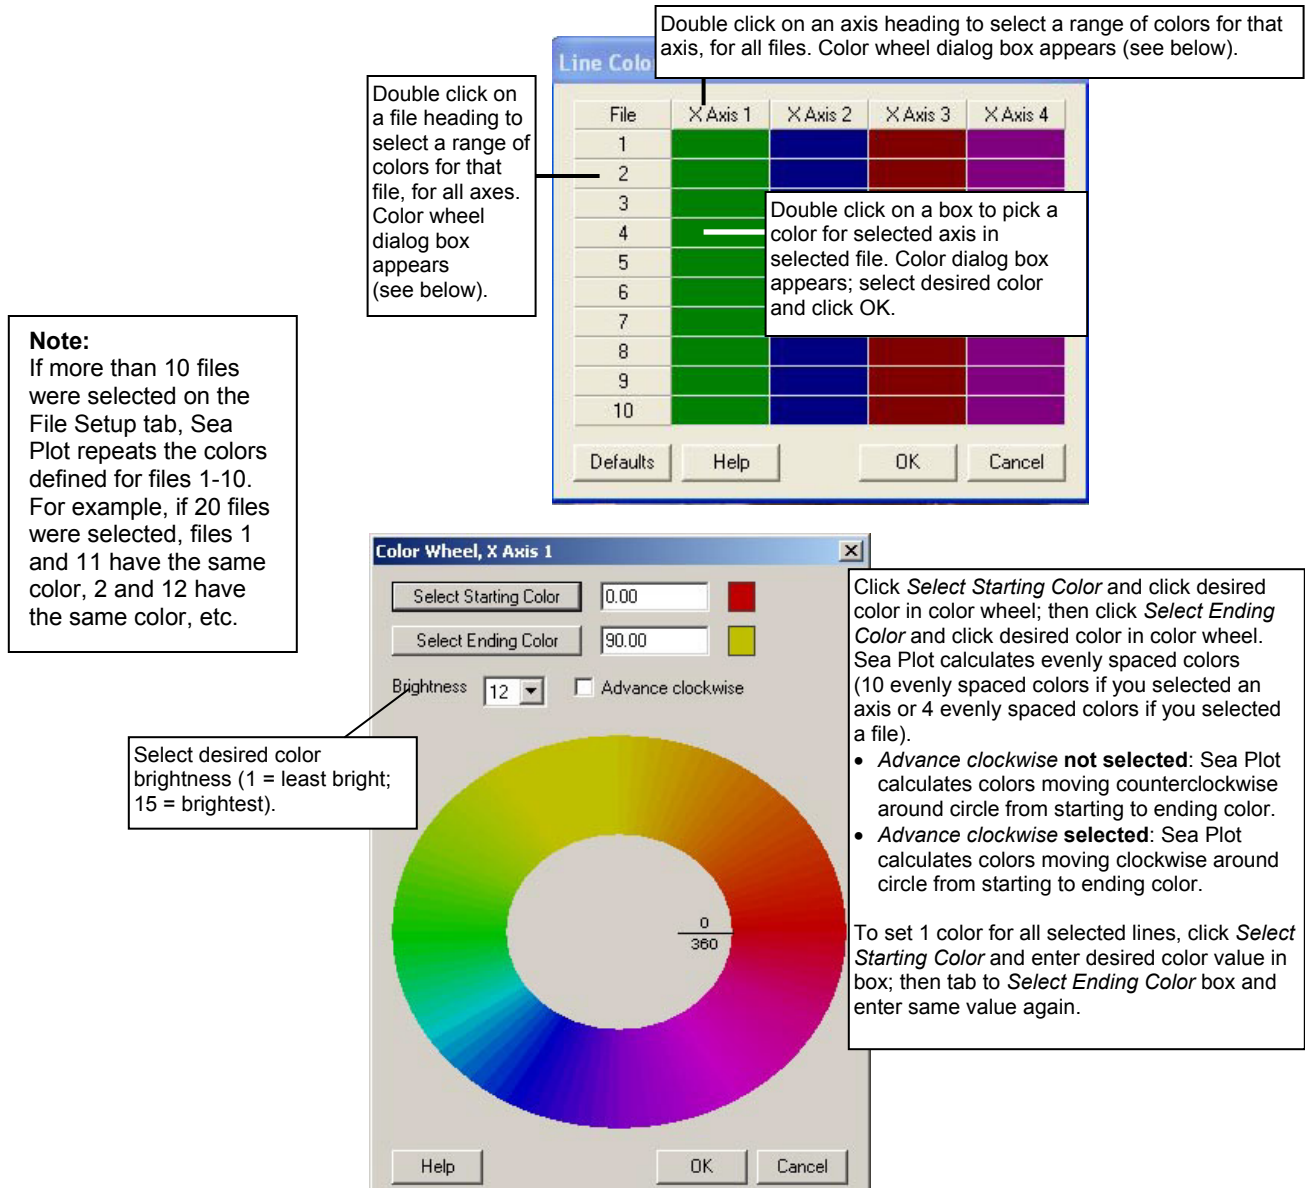 Double click on an axis heading to select a range of colors for that
axis, for all files. Color wheel dialog box appears (see below).
Line Colo
Double click on
a file heading to
select a range of
colors for that
file, for all axes.
Color wheel
dialog box
appears
(see below).
File X Axis 1 X Axis 2 X Axis 3 X Axis 4
1
2
3
4
5
6
7
8
9
10
Double click on a box to pick a
color for selected axis in
selected file. Color dialog box
appears; select desired color
and click OK.
Defaults Help OK Cancel
Note:
If more than 10 files
were selected on the
File Setup tab, Sea
Plot repeats the colors
defined for files 1-10.
For example, if 20 files
were selected, files 1
and 11 have the same
color, 2 and 12 have
the same color, etc.
Color Wheel, X Axis 1
Select Starting Color 0.00
Select Ending Color 90.00
Brightness 12 Advance clockwise
Select desired color
brightness (1 = least bright;
15 = brightest).
0
360
Help OK Cancel
Click Select Starting Color and click desired
color in color wheel; then click Select Ending
Color and click desired color in color wheel.
Sea Plot calculates evenly spaced colors
(10 evenly spaced colors if you selected an
axis or 4 evenly spaced colors if you selected
a file).
• Advance clockwise not selected: Sea Plot
calculates colors moving counterclockwise
around circle from starting to ending color.
• Advance clockwise selected: Sea Plot
calculates colors moving clockwise around
circle from starting to ending color.
To set 1 color for all selected lines, click Select
Starting Color and enter desired color value in
box; then tab to Select Ending Color box and
enter same value again.